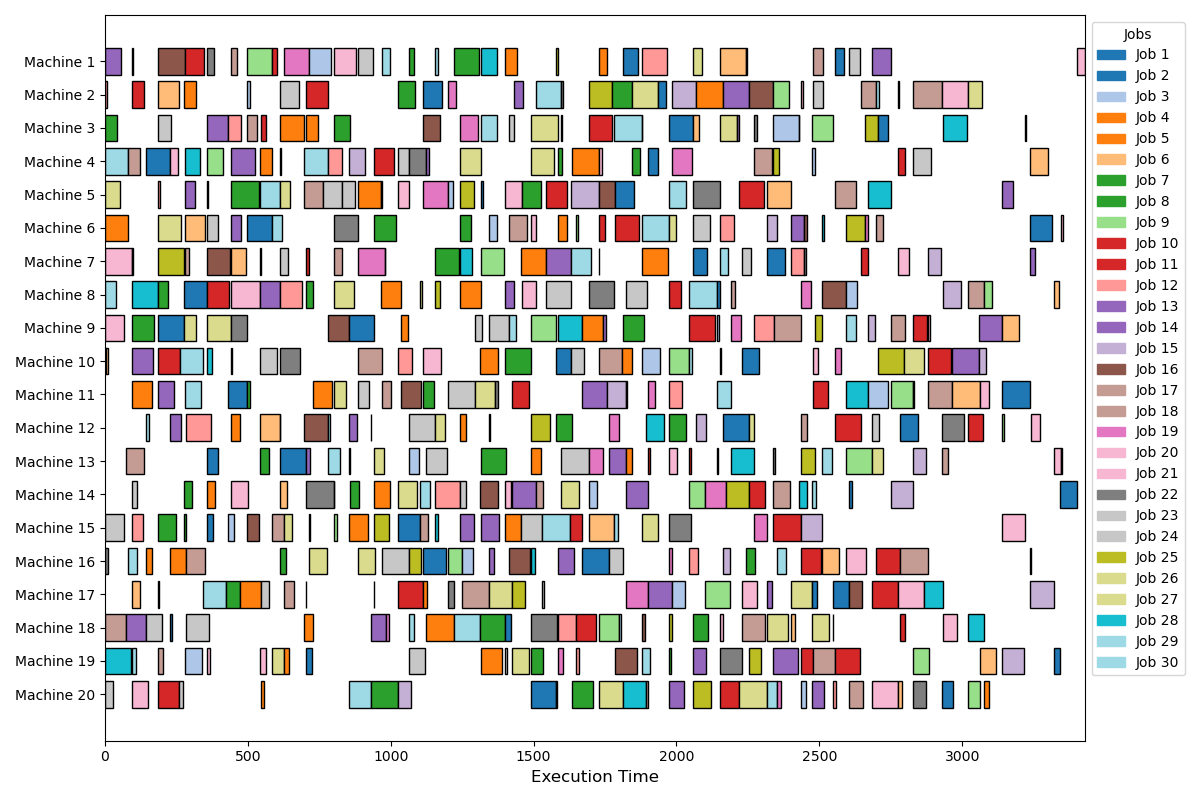 Machine 1
Machine 2
Machine 3
Machine 4
Machine 5
Machine 6
Machine 7
Machine 8
Machine 9
Machine 10
Machine 11
Machine 12
Machine 13
Machine 14
Machine 15
Machine 16
Machine 17
Machine 18
Machine 19
Machine 20
0 500 1000 1500 2000 2500 3000
Execution Time
Jobs
Job 1
Job 2
Job 3
Job 4
Job 5
Job 6
Job 7
Job 8
Job 9
Job 10
Job 11
Job 12
Job 13
Job 14
Job 15
Job 16
Job 17
Job 18
Job 19
Job 20
Job 21
Job 22
Job 23
Job 24
Job 25
Job 26
Job 27
Job 28
Job 29
Job 30